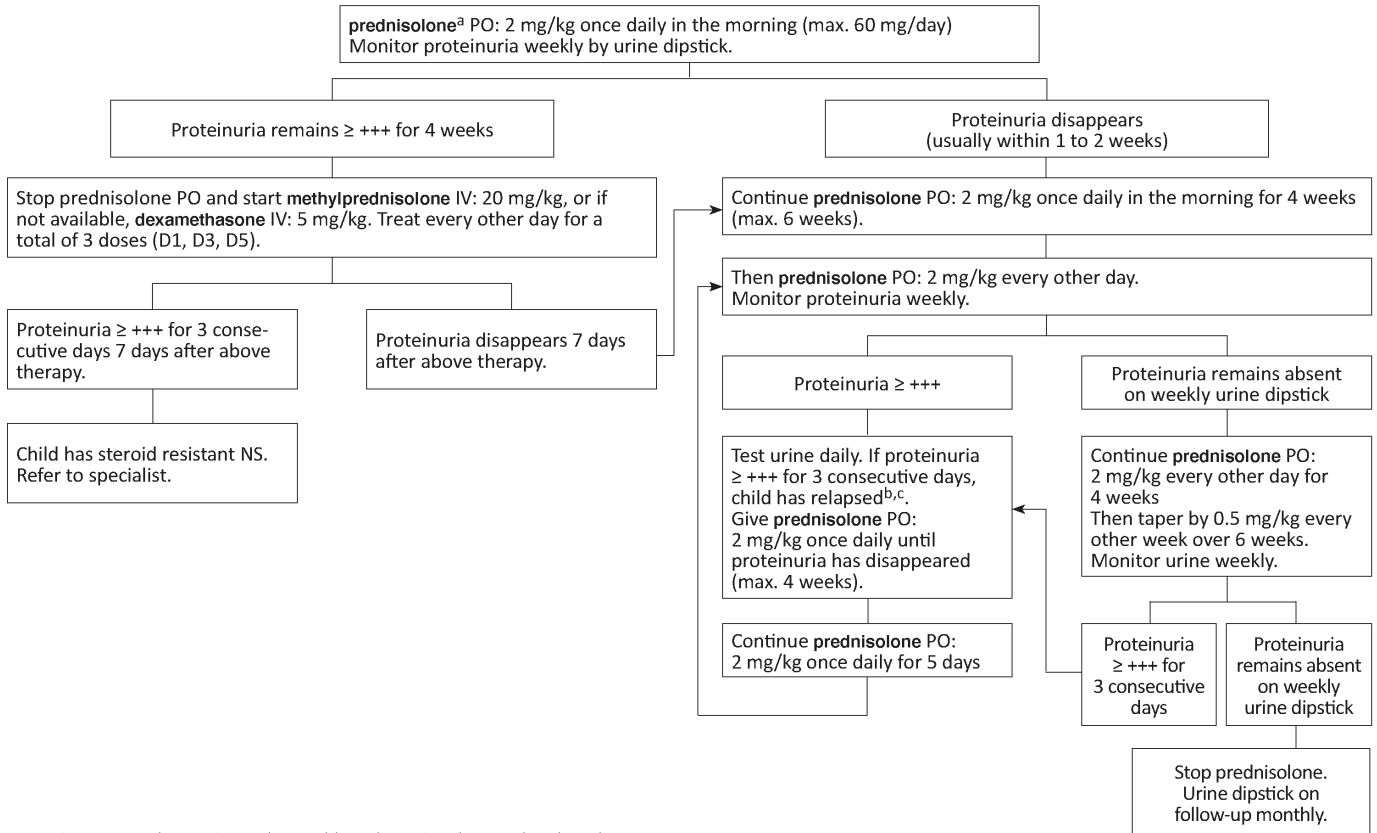 prednisoloneᵃ PO: 2 mg/kg once daily in the morning (max. 60 mg/day)
Monitor proteinuria weekly by urine dipstick.
Proteinuria remains ≥ +++ for 4 weeks
Proteinuria disappears
(usually within 1 to 2 weeks)
Stop prednisolone PO and start methylprednisolone IV: 20 mg/kg, or if
not available, dexamethasone IV: 5 mg/kg. Treat every other day for a
total of 3 doses (D1, D3, D5).
Continue prednisolone PO: 2 mg/kg once daily in the morning for 4 weeks
(max. 6 weeks).
Then prednisolone PO: 2 mg/kg every other day.
Monitor proteinuria weekly.
Proteinuria ≥ +++ for 3 conse-
cutive days 7 days after above
therapy.
Proteinuria disappears 7 days
after above therapy.
Proteinuria ≥ +++
Proteinuria remains absent
on weekly urine dipstick
Child has steroid resistant NS.
Refer to specialist.
Test urine daily. If proteinuria
≥ +++ for 3 consecutive days,
child has relapsedᵇ,ᶜ.
Give prednisolone PO:
2 mg/kg once daily until
proteinuria has disappeared
(max. 4 weeks).
Continue prednisolone PO:
2 mg/kg every other day for
4 weeks
Then taper by 0.5 mg/kg every
other week over 6 weeks.
Monitor urine weekly.
Continue prednisolone PO:
2 mg/kg once daily for 5 days
Proteinuria
≥ +++ for
3 consecutive
days
Proteinuria
remains absent
on weekly
urine dipstick
Stop prednisolone.
Urine dipstick on
follow-up monthly.